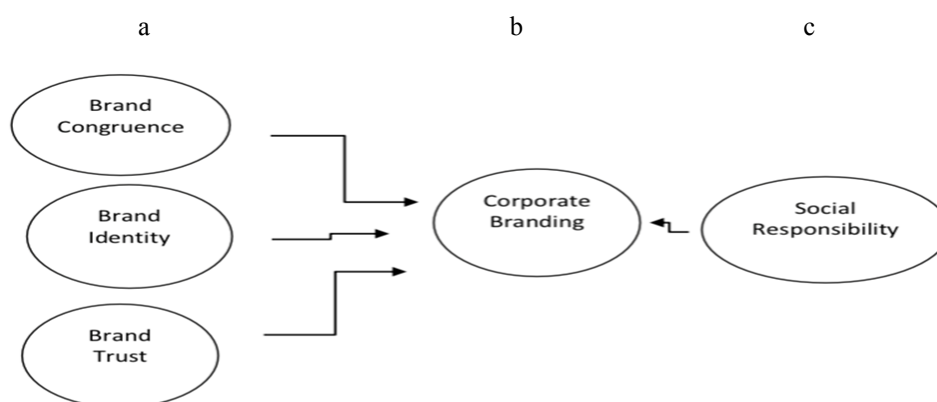 a b c
Brand
Congruence
Brand
Identity
Brand
Trust
Corporate
Branding
Social
Responsibility